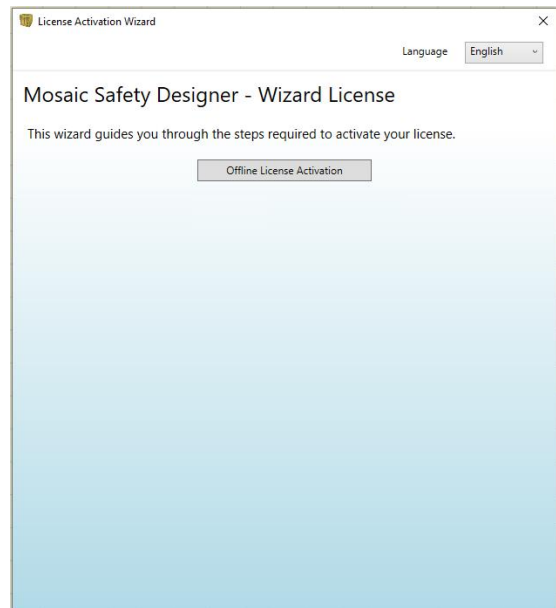 License Activation Wizard
Language English
Mosaic Safety Designer - Wizard License
This wizard guides you through the steps required to activate your license.
Offline License Activation